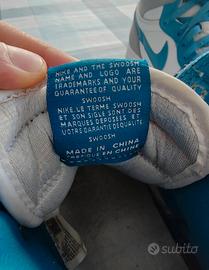 NIKE AND THE SWOOSH
NAME AND LOGO ARE
TRADEMARKS AND YOUR
GUARANTEE OF QUALITY
SWOOSH
NIKE, LE TERME SWOOSH
ET SON SIGLE SONT DES
MARQUES DÉPOSÉES ET
VOTRE GARANTIE DE QUALITÉ
SWOOSH
MADE IN CHINA
FABRIQUÉ EN CHINE
subito